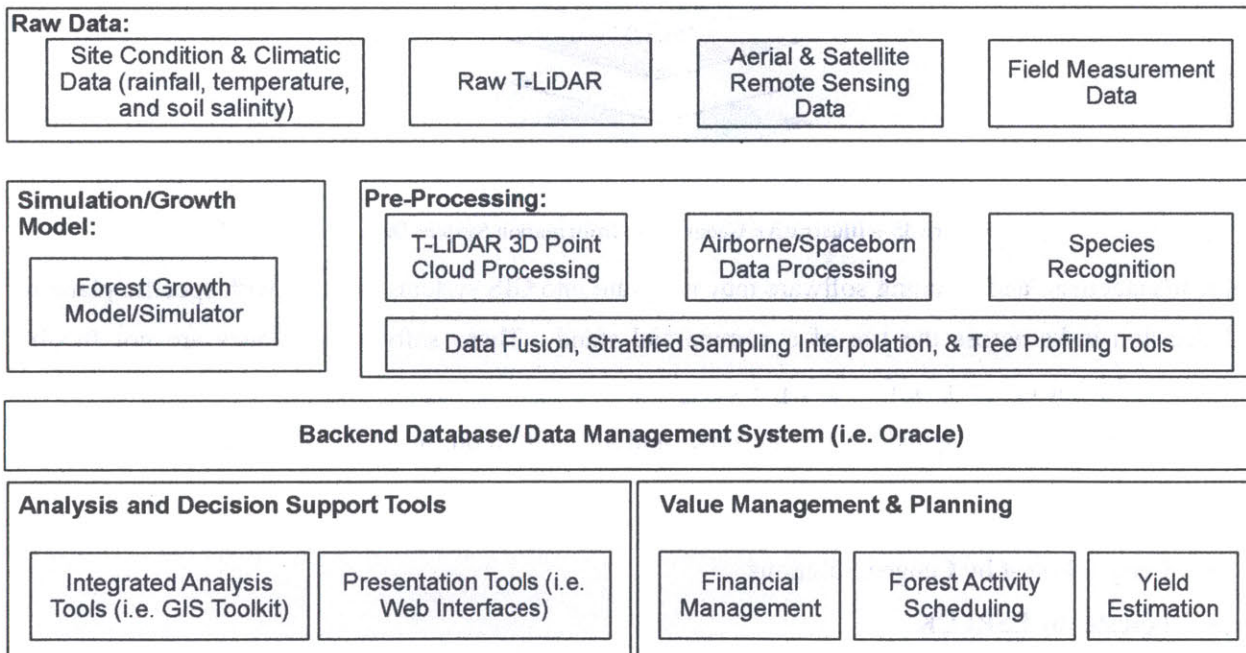 Raw Data:
Site Condition & Climatic
Data (rainfall, temperature,
and soil salinity)
Raw T-LiDAR
Aerial & Satellite
Remote Sensing
Data
Field Measurement
Data
Simulation/Growth
Model:
Forest Growth
Model/Simulator
Pre-Processing:
T-LiDAR 3D Point
Cloud Processing
Airborne/Spaceborn
Data Processing
Species
Recognition
Data Fusion, Stratified Sampling Interpolation, & Tree Profiling Tools
Backend Database/ Data Management System (i.e. Oracle)
Analysis and Decision Support Tools
Integrated Analysis
Tools (i.e. GIS Toolkit)
Presentation Tools (i.e.
Web Interfaces)
Value Management & Planning
Financial
Management
Forest Activity
Scheduling
Yield
Estimation